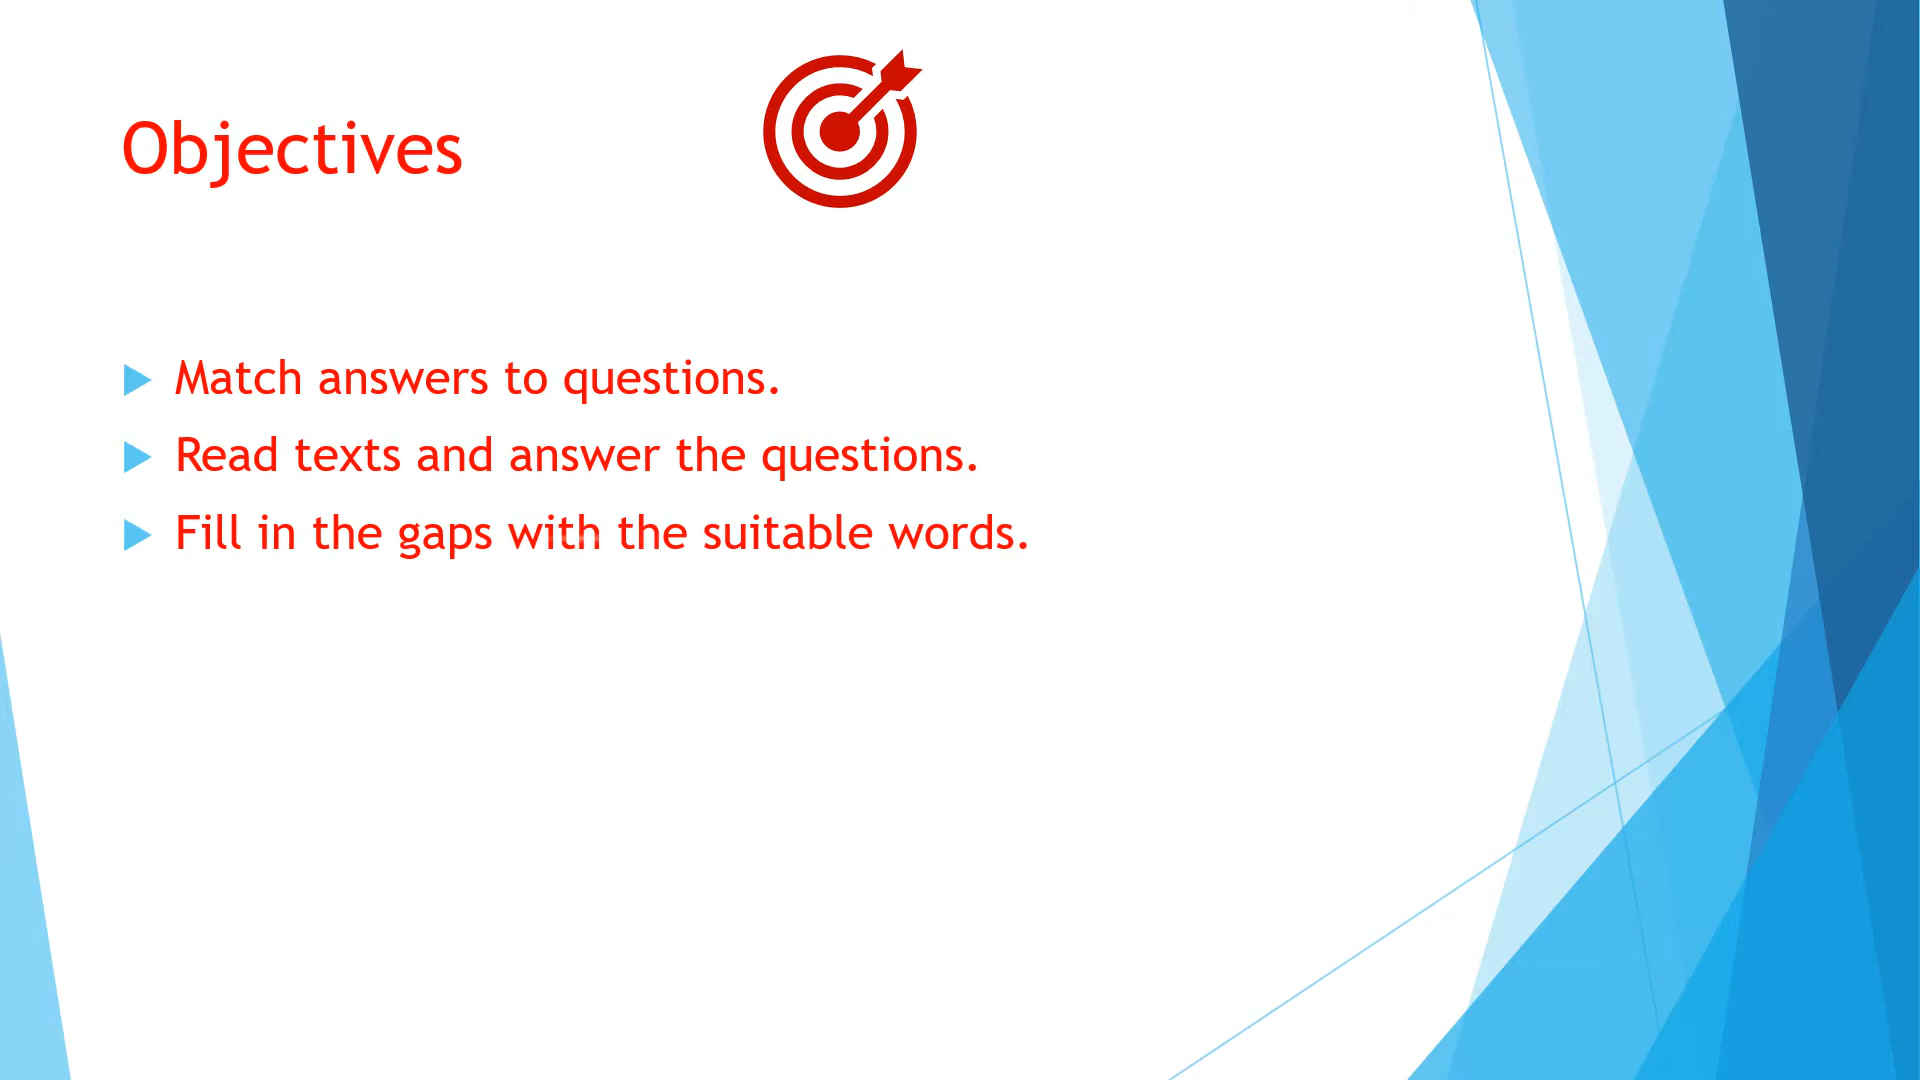 Objectives
Match answers to questions.
Read texts and answer the questions.
Fill in the gaps with the suitable words.